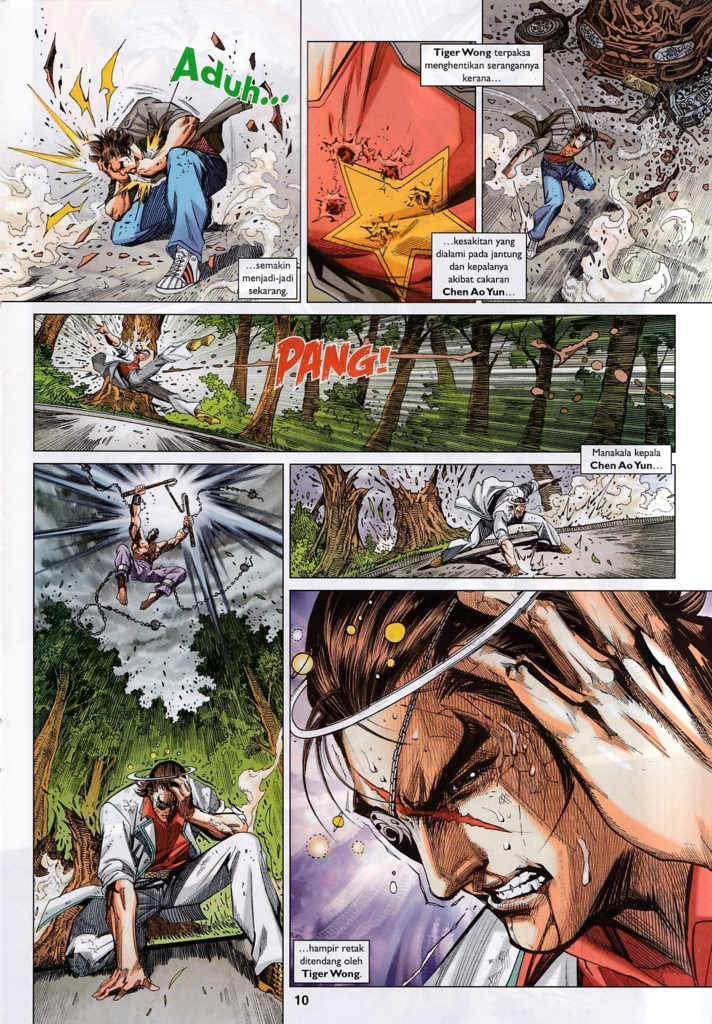 Aduh...
...semakin
menjadi-jadi
sekarang.
Tiger Wong terpaksa
menghentikan serangannya
kerana...
...kesakitan yang
dialami pada jantung
dan kepalanya
akibat cakaran
Chen Ao Yun...
PANG!
Manakala kepala
Chen Ao Yun...
...hampir retak
ditendang oleh
Tiger Wong.
10